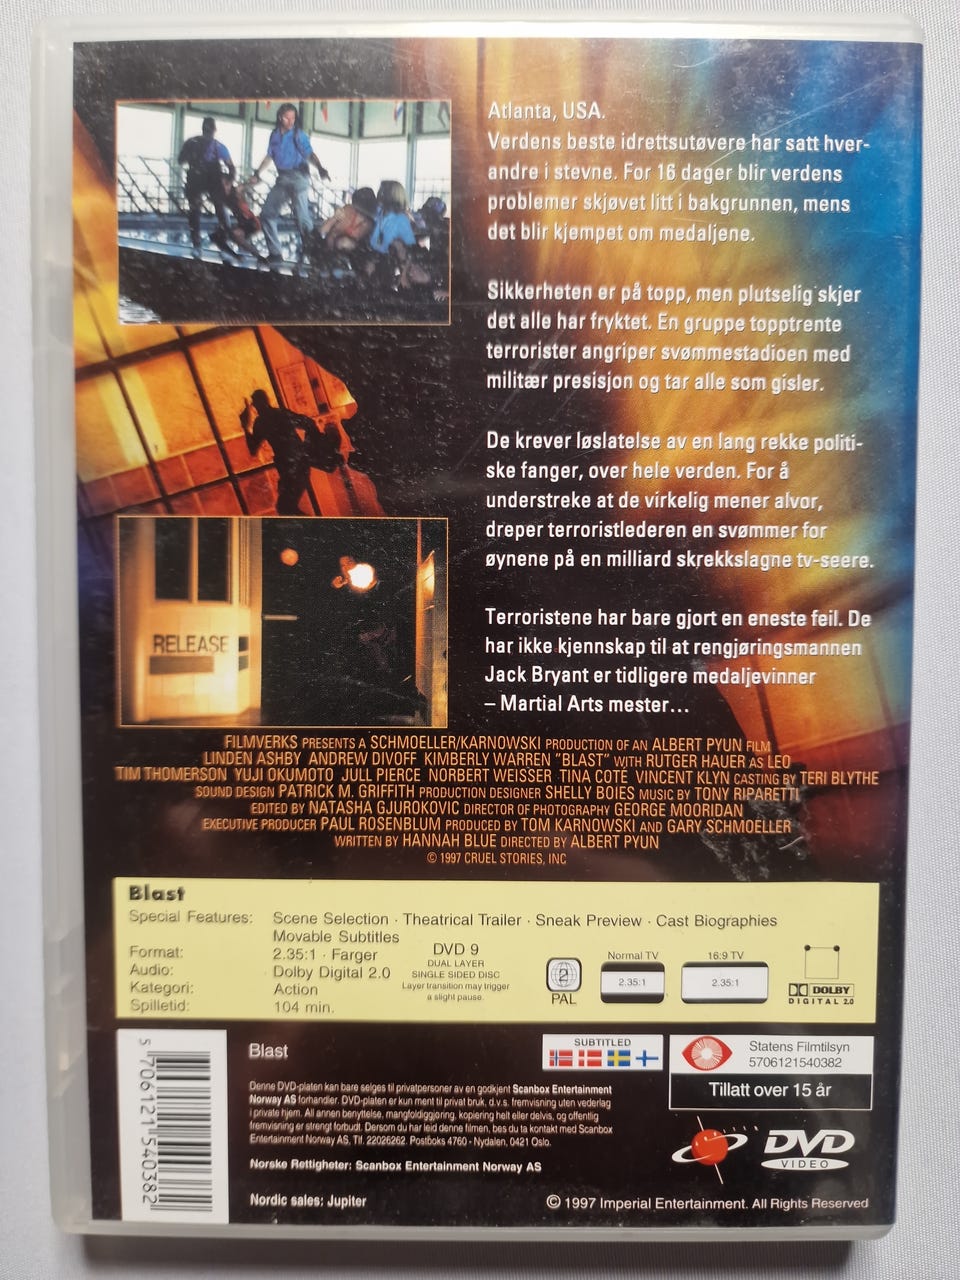 Atlanta, USA.
Verdens beste idrettsutøvere har satt hver-
andre i stevne. For 16 dager blir verdens
problemer skjøvet litt i bakgrunnen, mens
det blir kjempet om medaljene.
Sikkerheten er på topp, men plutselig skjer
det alle har fryktet. En gruppe topptrente
terrorister angriper svømmestadioen med
militær presisjon og tar alle som gisler.
De krever løslatelse av en lang rekke politi-
ske fanger, over hele verden. For å
understreke at de virkelig mener alvor,
dreper terroristlederen en svømmer for
øynene på en milliard skrekkslagne tv-seere.
RELEASE
Terroristene har bare gjort en eneste feil. De
har ikke kjennskap til at rengjøringsmannen
Jack Bryant er tidligere medaljevinner
– Martial Arts mester...
FILMVERKS PRESENTS A SCHMOELLER/KARNOWSKI PRODUCTION OF AN ALBERT PYUN FILM
LINDEN ASHBY ANDREW DIVOFF KIMBERLY WARREN "BLAST" WITH RUTGER HAUER AS LEO
TIM THOMERSON YUJI OKUMOTO JULL PIERCE NORBERT WEISSER TINA COTÉ VINCENT KLYN CASTING BY TERI BLYTHE
SOUND DESIGN PATRICK M. GRIFFITH PRODUCTION DESIGNER SHELLY BOIES MUSIC BY TONY RIPARETTI
EDITED BY NATASHA GJUROKOVIC DIRECTOR OF PHOTOGRAPHY GEORGE MOORIDAN
EXECUTIVE PRODUCER PAUL ROSENBLUM PRODUCED BY TOM KARNOWSKI AND GARY SCHMOELLER
WRITTEN BY HANNAH BLUE DIRECTED BY ALBERT PYUN
© 1997 CRUEL STORIES, INC
Blast
Special Features: Scene Selection · Theatrical Trailer · Sneak Preview · Cast Biographies
Movable Subtitles
Format: 2.35:1 · Farger
Audio: Dolby Digital 2.0
Kategori: Action
Spilletid: 104 min.
DVD 9
DUAL LAYER
SINGLE SIDED DISC
Layer transition may trigger
a slight pause.
2
PAL
Normal TV
2.35:1
16:9 TV
2.35:1
DOLBY
DIGITAL 2.0
5 706121 540382
Blast
SUBTITLED
Statens Filmtilsyn
5706121540382
Tillatt over 15 år
Denne DVD-platen kan bare selges til privatpersoner av en godkjent Scanbox Entertainment
Norway AS forhandler. DVD-platen er kun ment til privat bruk, d.v.s. fremvisning uten vederlag
i private hjem. All annen benyttelse, mangfoldiggjøring, kopiering helt eller delvis, og offentlig
fremvisning er strengt forbudt. Dersom du har leid denne filmen, bes du ta kontakt med Scanbox
Entertainment Norway AS, Tlf. 22026262. Postboks 4760 - Nydalen, 0421 Oslo.
Norske Rettigheter: Scanbox Entertainment Norway AS
DVD
VIDEO
Nordic sales: Jupiter
© 1997 Imperial Entertainment. All Rights Reserved